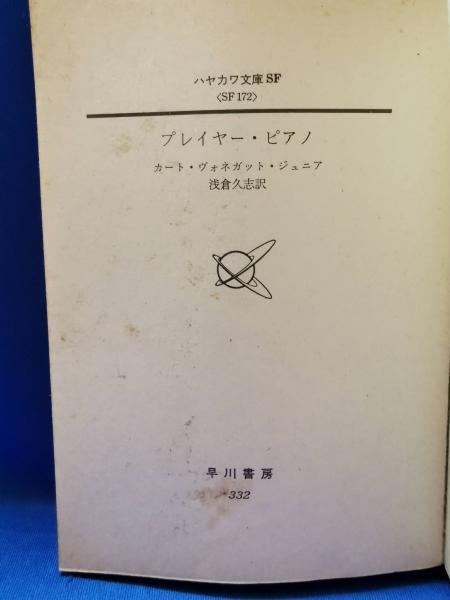 ハヤカワ文庫 SF
〈SF 172〉
プレイヤー・ピアノ
カート・ヴォネガット・ジュニア
浅倉久志訳
早川書房
332